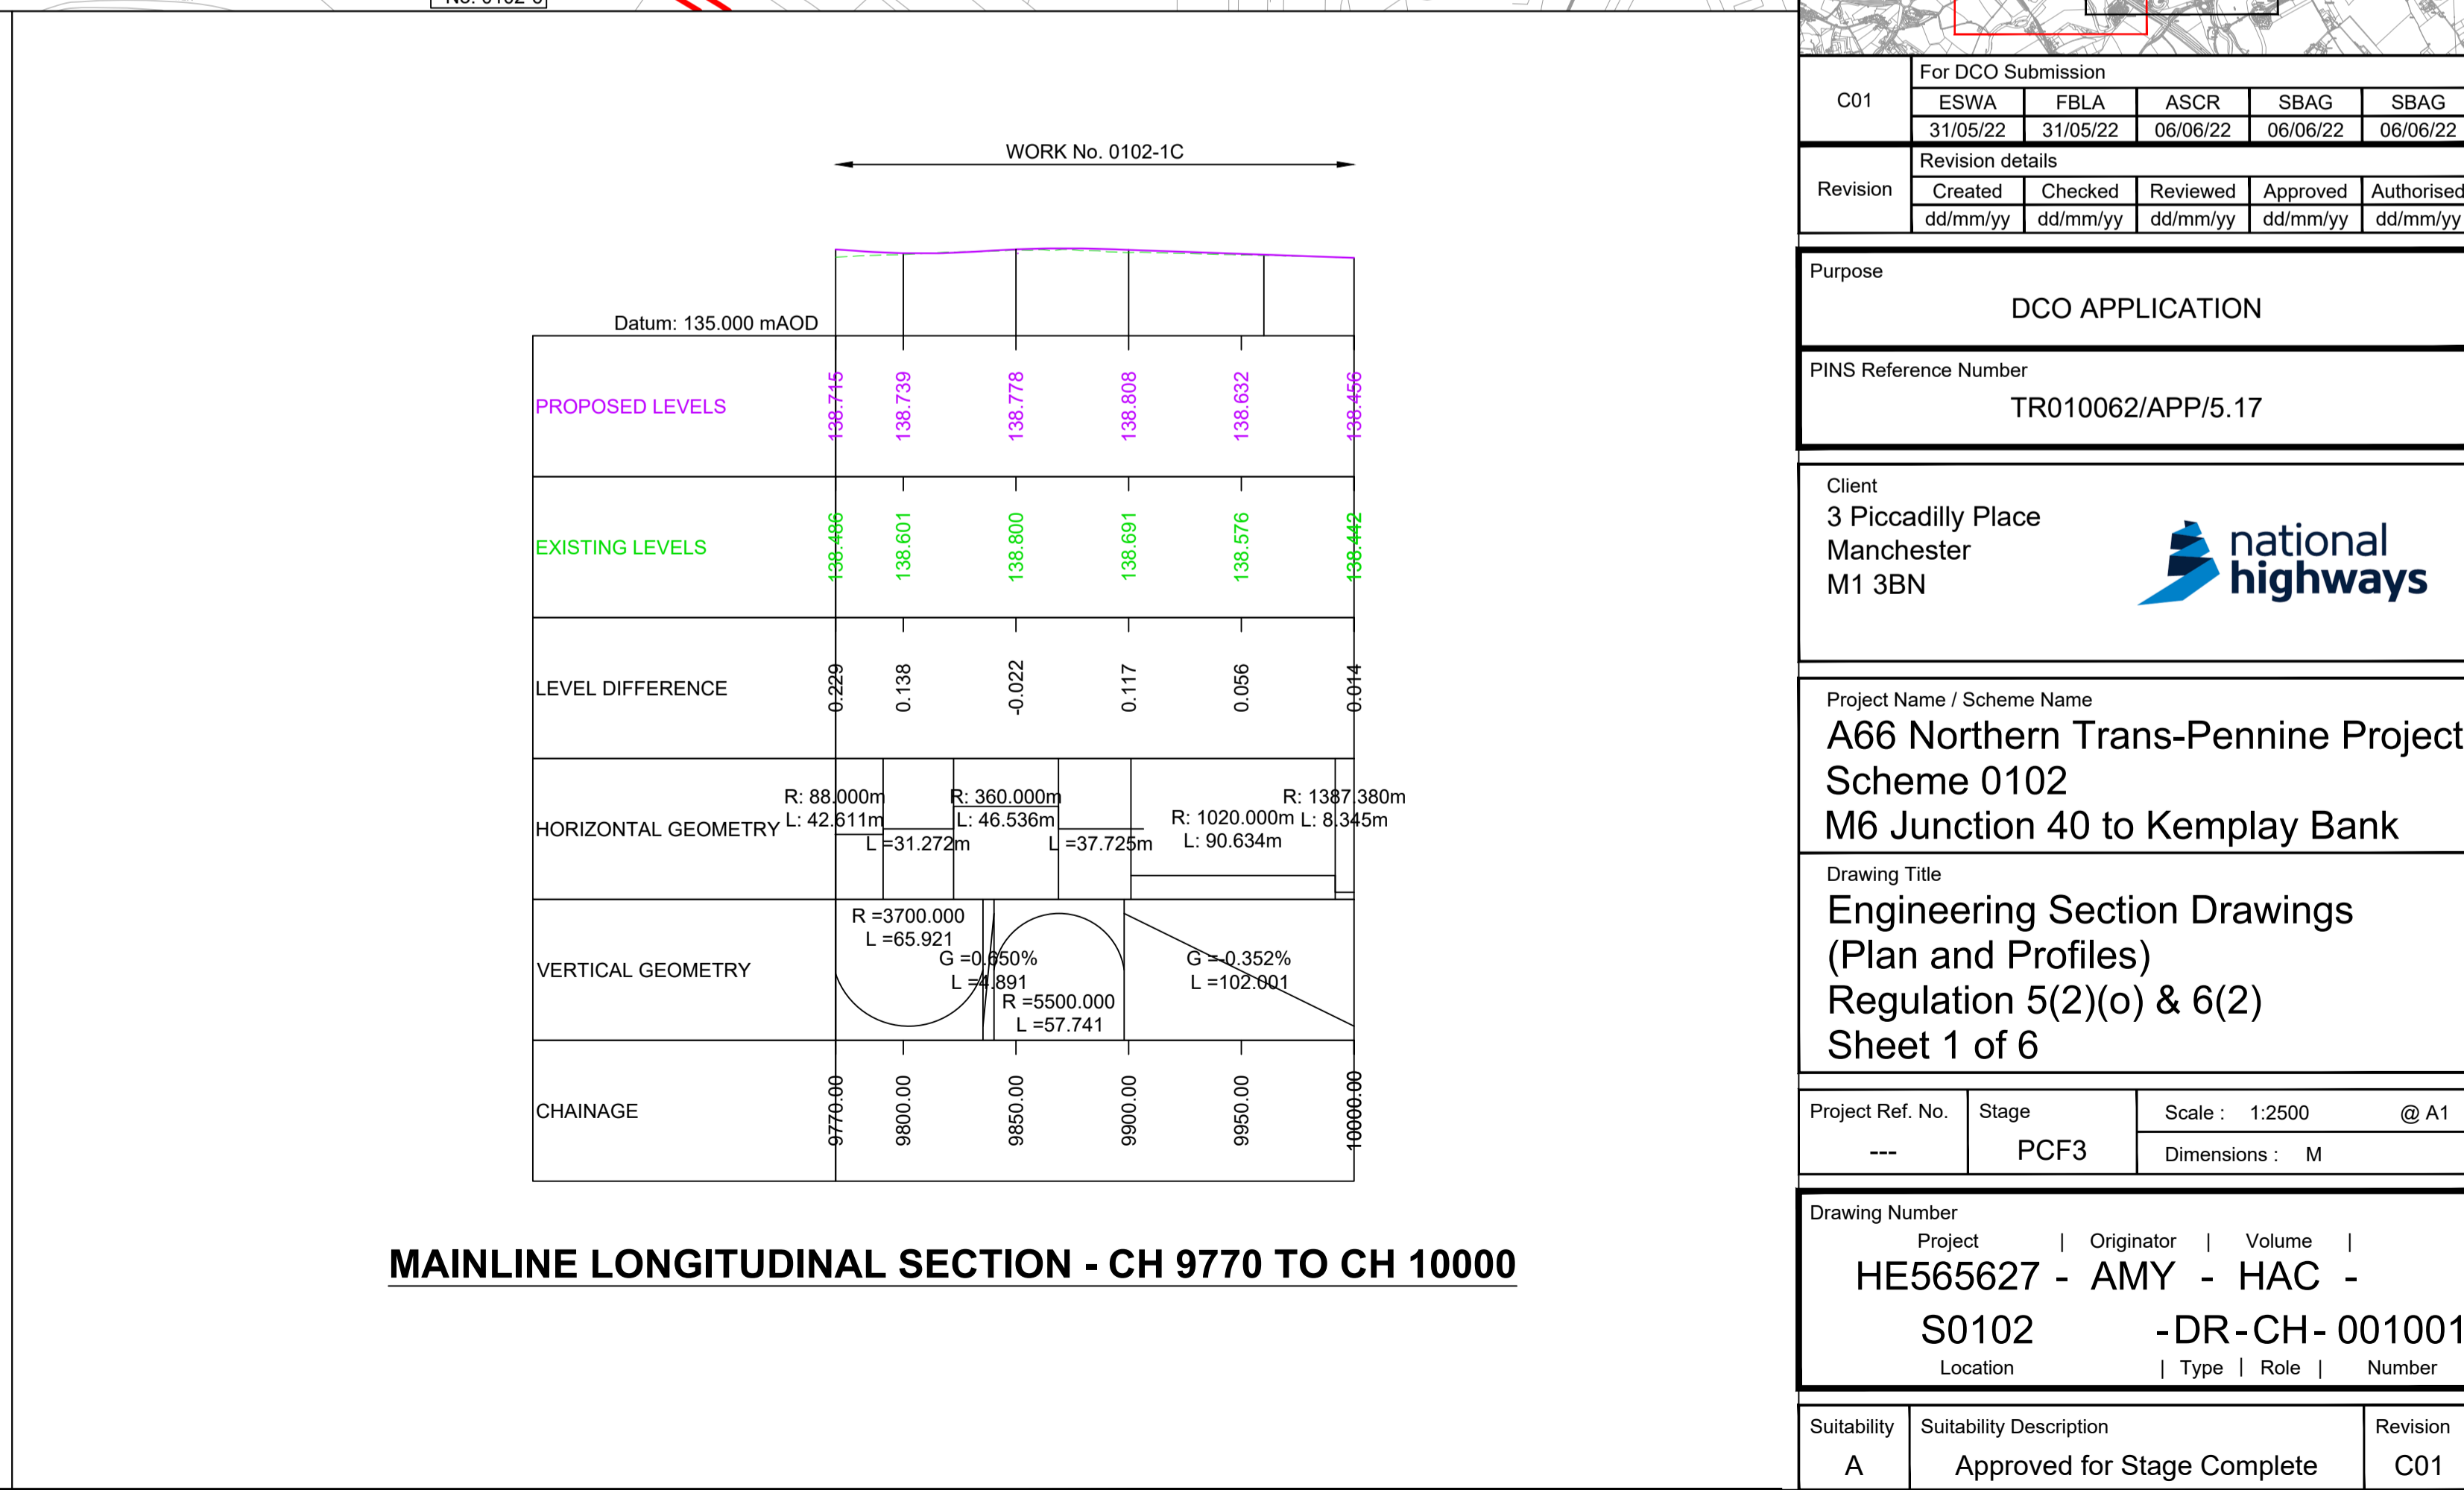 No. 0102-
WORK No. 0102-1C
Datum: 135.000 mAOD
PROPOSED LEVELS
138.715
138.739
138.778
138.808
138.632
138.456
EXISTING LEVELS
138.486
138.601
138.800
138.691
138.576
138.442
LEVEL DIFFERENCE
0.229
0.138
-0.022
0.117
0.056
0.014
HORIZONTAL GEOMETRY
R: 88.000m
L: 42.611m
L =31.272m
R: 360.000m
L: 46.536m
L =37.725m
R: 1020.000m
L: 90.634m
R: 1387.380m
L: 8.345m
VERTICAL GEOMETRY
R =3700.000
L =65.921
G =0.650%
L =4.891
R =5500.000
L =57.741
G =-0.352%
L =102.001
CHAINAGE
9770.00
9800.00
9850.00
9900.00
9950.00
10000.00
MAINLINE LONGITUDINAL SECTION - CH 9770 TO CH 10000
C01
For DCO Submission
ESWA FBLA ASCR SBAG SBAG
31/05/22 31/05/22 06/06/22 06/06/22 06/06/22
Revision
Revision details
Created Checked Reviewed Approved Authorised
dd/mm/yy dd/mm/yy dd/mm/yy dd/mm/yy dd/mm/yy
Purpose
DCO APPLICATION
PINS Reference Number
TR010062/APP/5.17
Client
3 Piccadilly Place
Manchester
M1 3BN
national
highways
Project Name / Scheme Name
A66 Northern Trans-Pennine Project
Scheme 0102
M6 Junction 40 to Kemplay Bank
Drawing Title
Engineering Section Drawings
(Plan and Profiles)
Regulation 5(2)(o) & 6(2)
Sheet 1 of 6
Project Ref. No.
---
Stage
PCF3
Scale : 1:2500 @ A1
Dimensions : M
Drawing Number
Project | Originator | Volume |
HE565627 - AMY - HAC -
S0102 -DR-CH- 001001
Location | Type | Role | Number
Suitability
A
Suitability Description
Approved for Stage Complete
Revision
C01